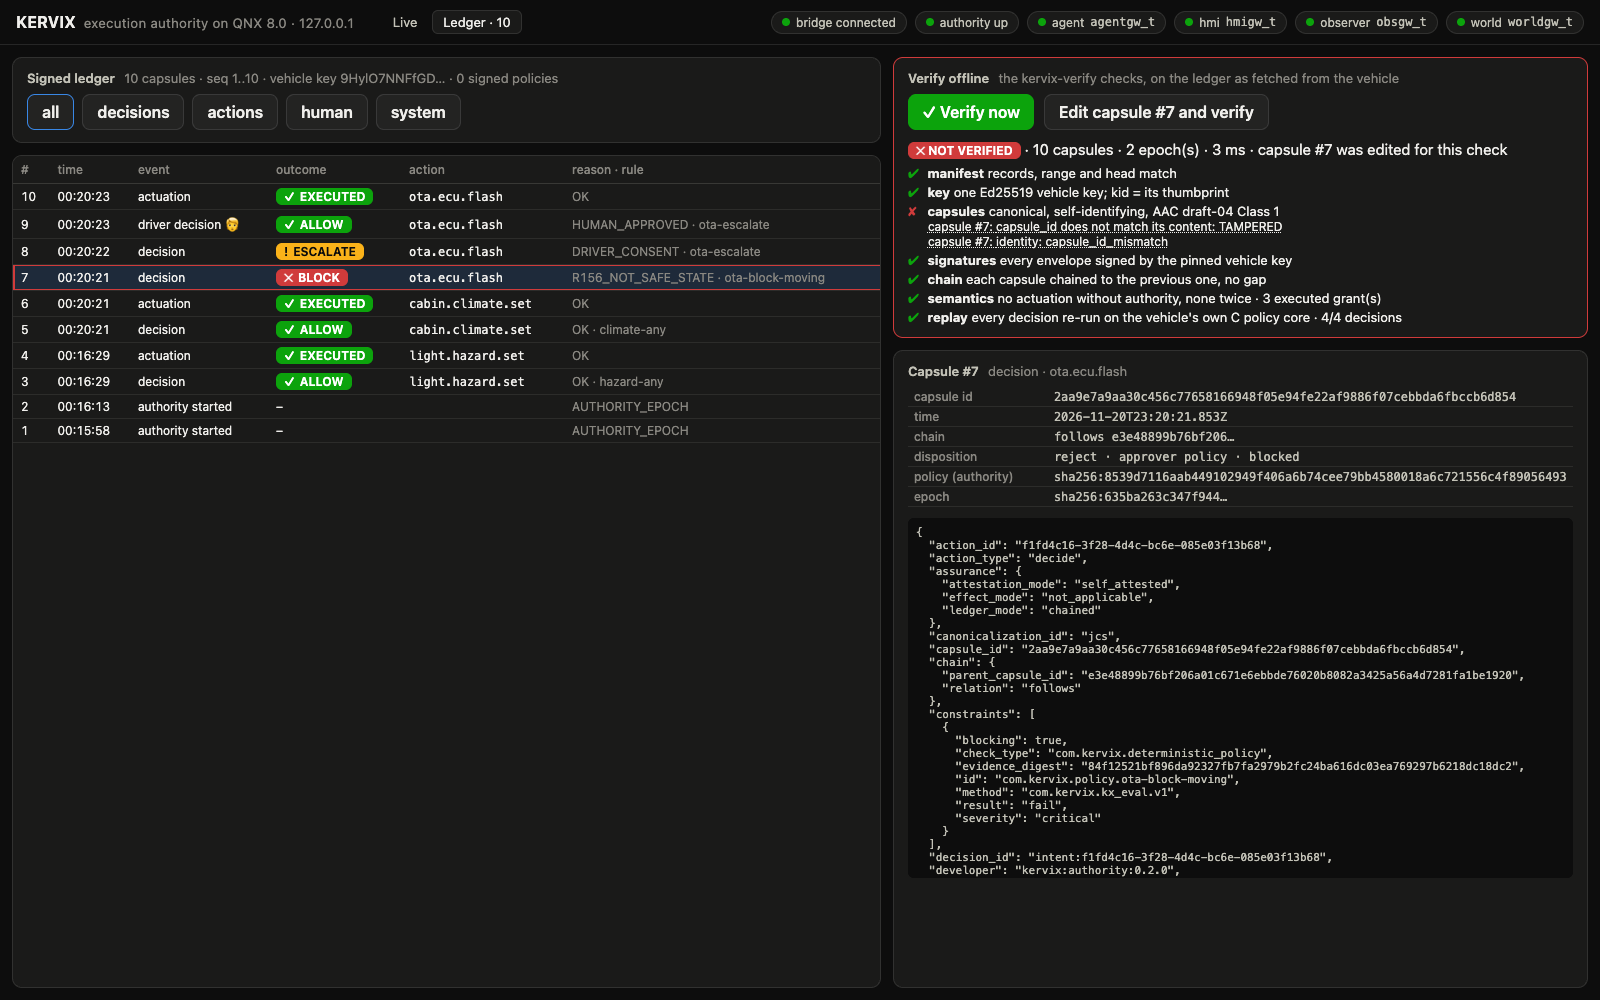 KERVIX execution authority on QNX 8.0 · 127.0.0.1 Live Ledger · 10 bridge connected authority up agent agentgw_t hmi hmigw_t observer obsgw_t world worldgw_t
Signed ledger 10 capsules · seq 1..10 · vehicle key 9HylO7NNFfGD... · 0 signed policies
all decisions actions human system
# time event outcome action reason · rule
10 00:20:23 actuation ✓ EXECUTED ota.ecu.flash OK
9 00:20:23 driver decision ✓ ALLOW ota.ecu.flash HUMAN_APPROVED · ota-escalate
8 00:20:22 decision ! ESCALATE ota.ecu.flash DRIVER_CONSENT · ota-escalate
7 00:20:21 decision ✕ BLOCK ota.ecu.flash R156_NOT_SAFE_STATE · ota-block-moving
6 00:20:21 actuation ✓ EXECUTED cabin.climate.set OK
5 00:20:21 decision ✓ ALLOW cabin.climate.set OK · climate-any
4 00:16:29 actuation ✓ EXECUTED light.hazard.set OK
3 00:16:29 decision ✓ ALLOW light.hazard.set OK · hazard-any
2 00:16:13 authority started – AUTHORITY_EPOCH
1 00:15:58 authority started – AUTHORITY_EPOCH
Verify offline the kervix-verify checks, on the ledger as fetched from the vehicle
✓ Verify now Edit capsule #7 and verify
✕ NOT VERIFIED · 10 capsules · 2 epoch(s) · 3 ms · capsule #7 was edited for this check
✔ manifest records, range and head match
✔ key one Ed25519 vehicle key; kid = its thumbprint
✘ capsules canonical, self-identifying, AAC draft-04 Class 1
capsule #7: capsule_id does not match its content: TAMPERED
capsule #7: identity: capsule_id_mismatch
✔ signatures every envelope signed by the pinned vehicle key
✔ chain each capsule chained to the previous one, no gap
✔ semantics no actuation without authority, none twice · 3 executed grant(s)
✔ replay every decision re-run on the vehicle's own C policy core · 4/4 decisions
Capsule #7 decision · ota.ecu.flash
capsule id 2aa9e7a9aa30c456c77658166948f05e94fe22af9886f07cebbda6fbccb6d854
time 2026-11-20T23:20:21.853Z
chain follows e3e48899b76bf206…
disposition reject · approver policy · blocked
policy (authority) sha256:8539d7116aab449102949f406a6b74cee79bb4580018a6c721556c4f89056493
epoch sha256:635ba263c347f944…
{
"action_id": "f1fd4c16-3f28-4d4c-bc6e-085e03f13b68",
"action_type": "decide",
"assurance": {
"attestation_mode": "self_attested",
"effect_mode": "not_applicable",
"ledger_mode": "chained"
},
"canonicalization_id": "jcs",
"capsule_id": "2aa9e7a9aa30c456c77658166948f05e94fe22af9886f07cebbda6fbccb6d854",
"chain": {
"parent_capsule_id": "e3e48899b76bf206a01c671e6ebbde76020b8082a3425a56a4d7281fa1be1920",
"relation": "follows"
},
"constraints": [
{
"blocking": true,
"check_type": "com.kervix.deterministic_policy",
"evidence_digest": "84f12521bf896da92327fb7fa2979b2fc24ba616dc03ea769297b6218dc18dc2",
"id": "com.kervix.policy.ota-block-moving",
"method": "com.kervix.kx_eval.v1",
"result": "fail",
"severity": "critical"
}
],
"decision_id": "intent:f1fd4c16-3f28-4d4c-bc6e-085e03f13b68",
"developer": "kervix:authority:0.2.0",